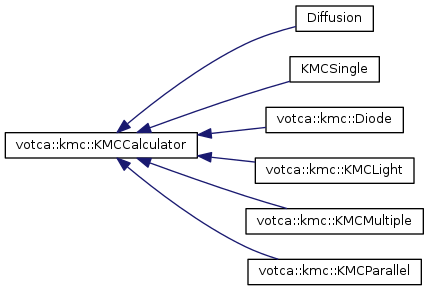 Diffusion
KMCSingle
votca::kmc::Diode
votca::kmc::KMCCalculator
votca::kmc::KMCLight
votca::kmc::KMCMultiple
votca::kmc::KMCParallel